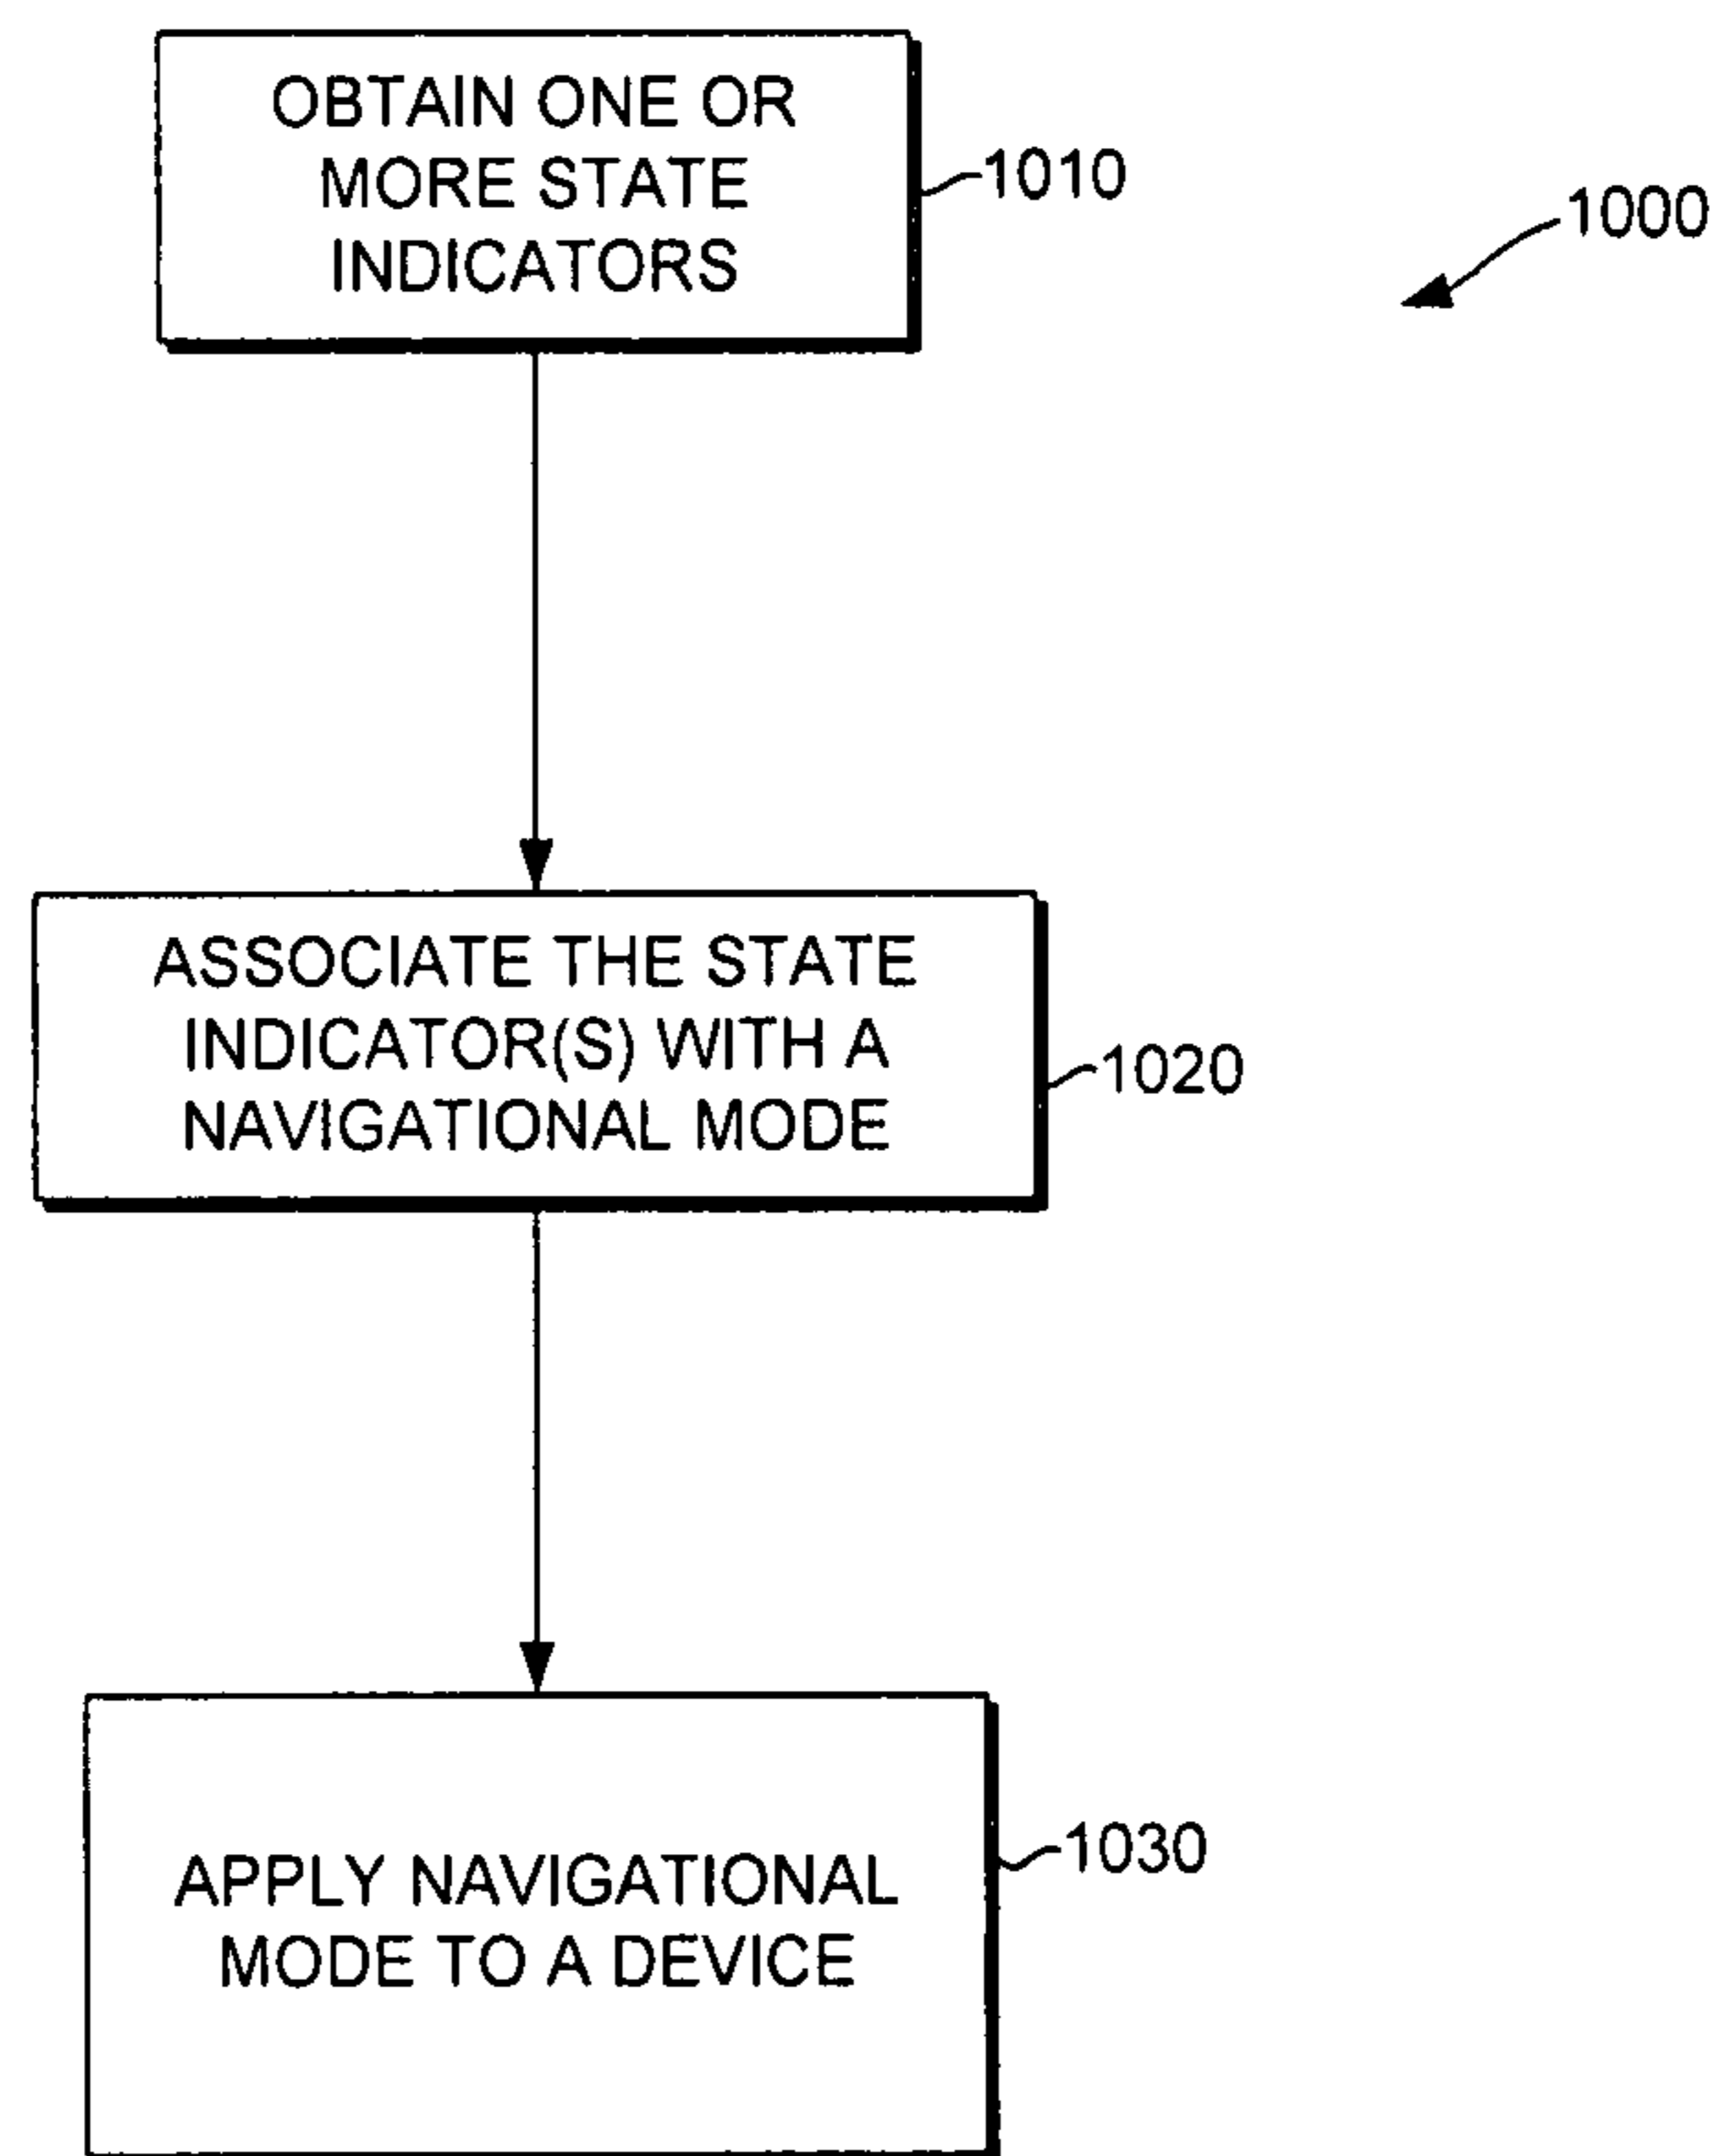 OBTAIN ONE OR
MORE STATE
INDICATORS
1010
1000
ASSOCIATE THE STATE
INDICATOR(S) WITH A
NAVIGATIONAL MODE
1020
APPLY NAVIGATIONAL
MODE TO A DEVICE
1030